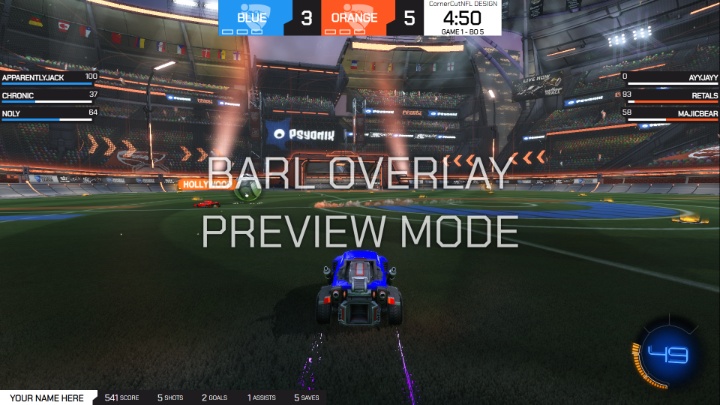 CornerCutNFL DESIGN
BLUE 3 ORANGE 5 4:50
GAME 1 - BO 5
APPARENTLYJACK 100
CHRONIC 37
NOLY 64
0 AYYJAYY
93 RETALS
58 MAJICBEAR
PSYONIX
HOLLYWOO
BARL OVERLAY
PREVIEW MODE
49
YOUR NAME HERE 541 SCORE 5 SHOTS 2 GOALS 1 ASSISTS 5 SAVES